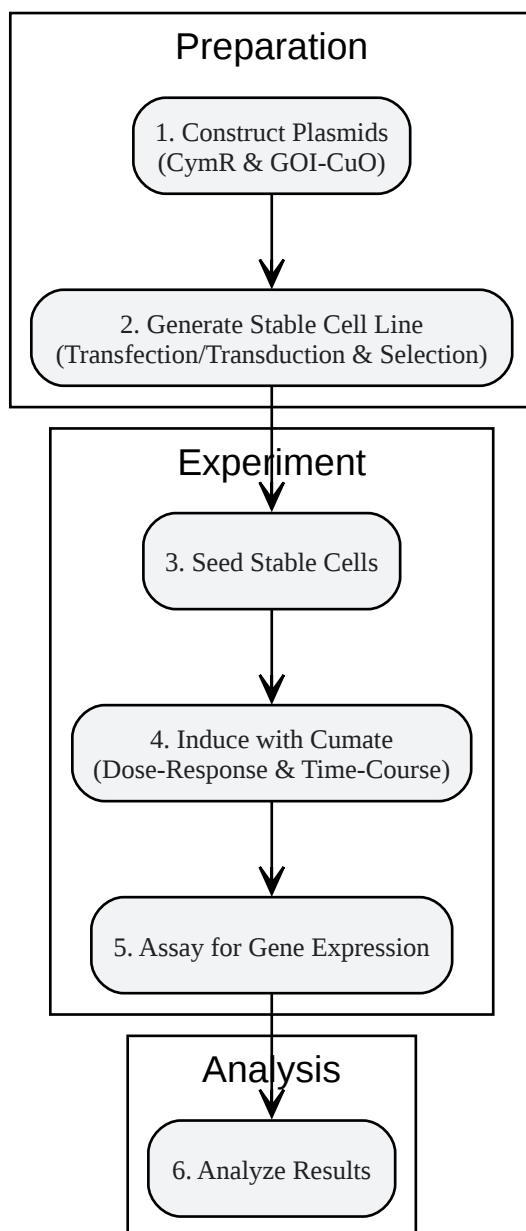 Preparation
1. Construct Plasmids
(CymR & GOI-CuO)
2. Generate Stable Cell Line
(Transfection/Transduction & Selection)
Experiment
3. Seed Stable Cells
4. Induce with Cumate
(Dose-Response & Time-Course)
5. Assay for Gene Expression
Analysis
6. Analyze Results